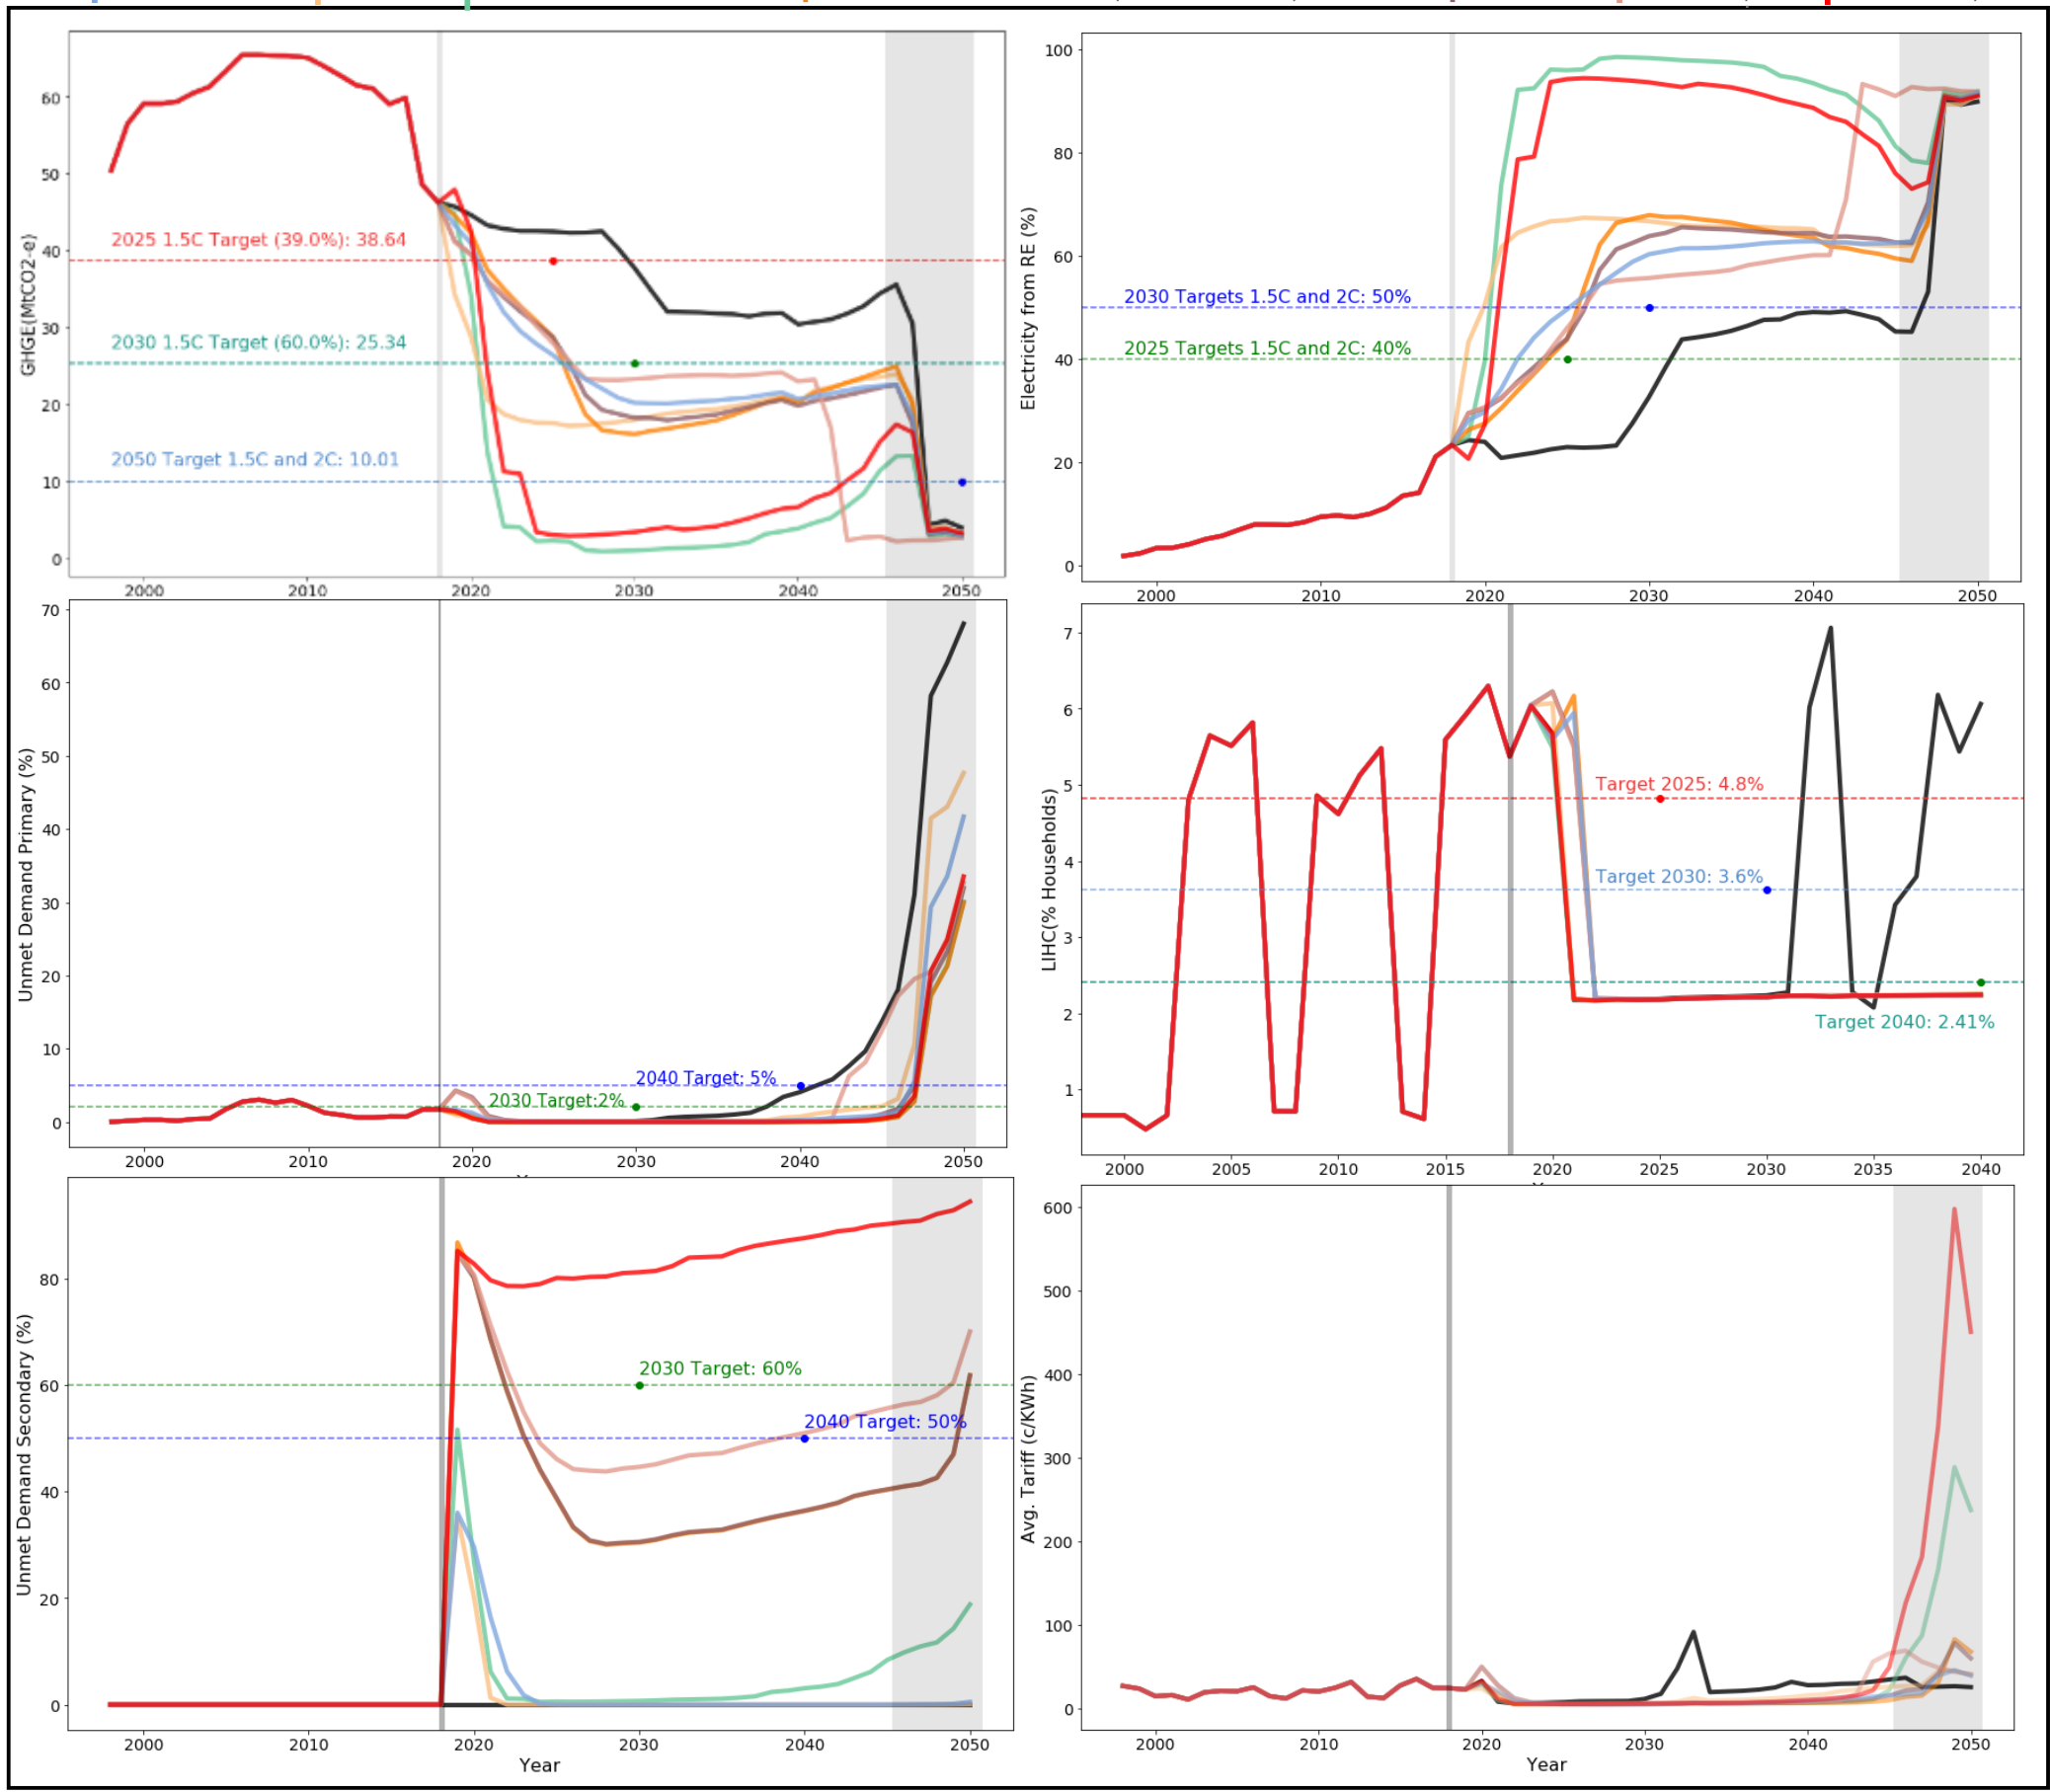 GHGE(MtCO2-e)
60
50
40
30
20
10
0
2025 1.5C Target (39.0%): 38.64
2030 1.5C Target (60.0%): 25.34
2050 Target 1.5C and 2C: 10.01
2000 2010 2020 2030 2040 2050
Electricity from RE (%)
100
80
60
40
20
0
2030 Targets 1.5C and 2C: 50%
2025 Targets 1.5C and 2C: 40%
2000 2010 2020 2030 2040 2050
Unmet Demand Primary (%)
70
60
50
40
30
20
10
0
2040 Target: 5%
2030 Target:2%
2000 2010 2020 2030 2040 2050
LIHC(% Households)
7
6
5
4
3
2
1
Target 2025: 4.8%
Target 2030: 3.6%
Target 2040: 2.41%
2000 2005 2010 2015 2020 2025 2030 2035 2040
Unmet Demand Secondary (%)
80
60
40
20
0
2030 Target: 60%
2040 Target: 50%
2000 2010 2020 2030 2040 2050
Year
Avg. Tariff (c/KWh)
600
500
400
300
200
100
0
2000 2010 2020 2030 2040 2050
Year